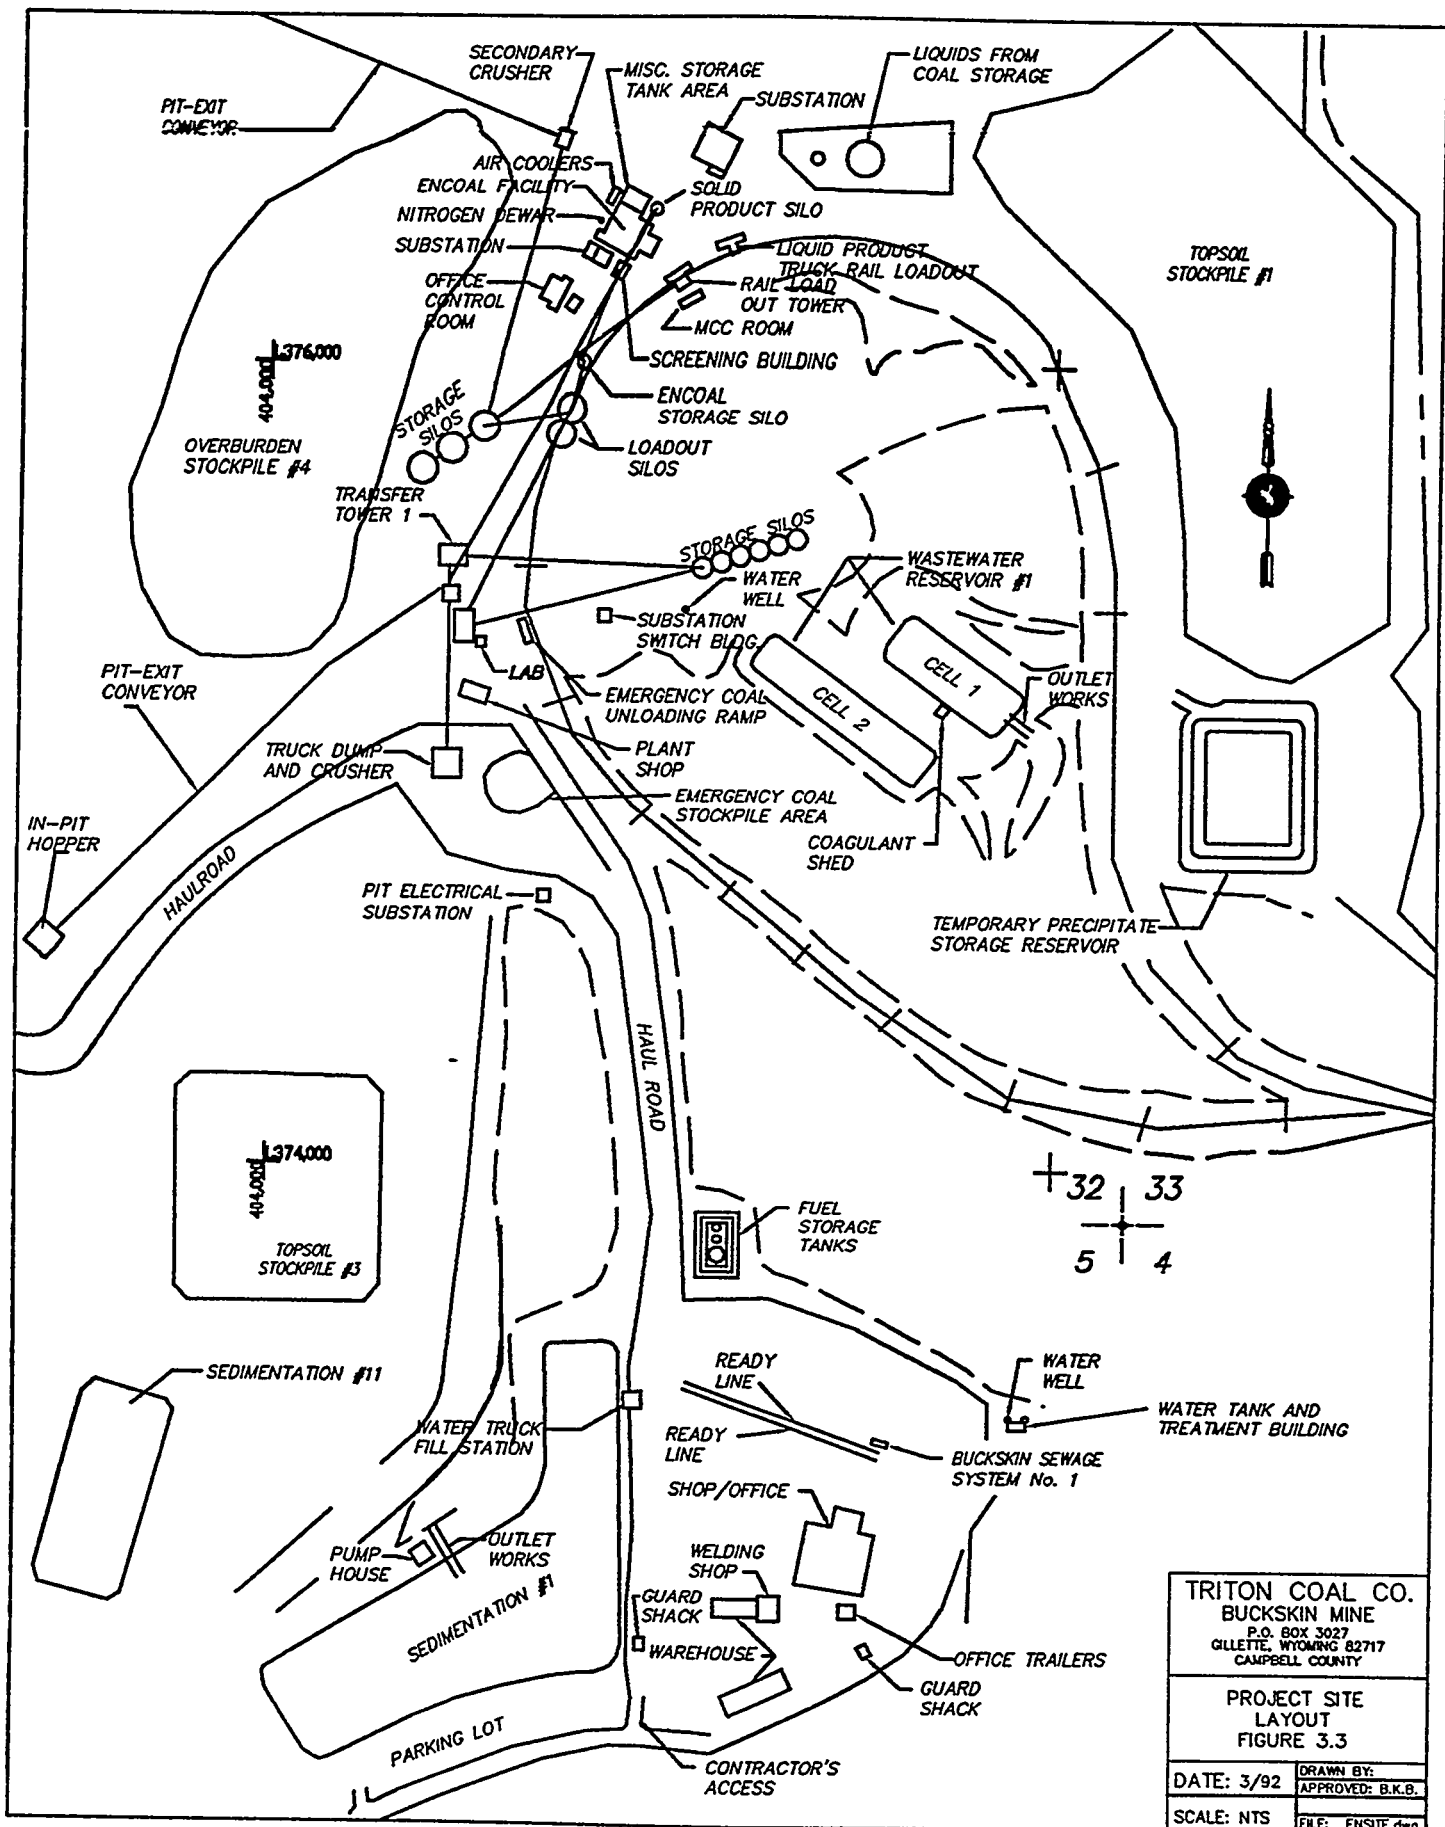 SECONDARY
CRUSHER
MISC. STORAGE
TANK AREA
LIQUIDS FROM
COAL STORAGE
SUBSTATION
PIT-EXIT
CONVEYOR
AIR COOLERS
ENCOAL FACILITY
NITROGEN DEWAR
SUBSTATION
OFFICE
CONTROL
ROOM
SOLID
PRODUCT SILO
LIQUID PRODUCT
TRUCK RAIL LOADOUT
RAIL LOAD
OUT TOWER
MCC ROOM
SCREENING BUILDING
ENCOAL
STORAGE SILO
LOADOUT
SILOS
TOPSOIL
STOCKPILE #1
1,376,000
404,000
OVERBURDEN
STOCKPILE #4
STORAGE
SILOS
TRANSFER
TOWER 1
STORAGE SILOS
WATER
WELL
WASTEWATER
RESERVOIR #1
SUBSTATION
SWITCH BLDG.
LAB
PIT-EXIT
CONVEYOR
EMERGENCY COAL
UNLOADING RAMP
CELL 1
CELL 2
OUTLET
WORKS
TRUCK DUMP
AND CRUSHER
PLANT
SHOP
EMERGENCY COAL
STOCKPILE AREA
COAGULANT
SHED
IN-PIT
HOPPER
HAULROAD
PIT ELECTRICAL
SUBSTATION
TEMPORARY PRECIPITATE
STORAGE RESERVOIR
HAUL ROAD
1,374,000
404,000
TOPSOIL
STOCKPILE #3
32 33
5 4
FUEL
STORAGE
TANKS
SEDIMENTATION #11
READY
LINE
WATER
WELL
WATER TANK AND
TREATMENT BUILDING
WATER TRUCK
FILL STATION
READY
LINE
BUCKSKIN SEWAGE
SYSTEM No. 1
SHOP/OFFICE
PUMP
HOUSE
OUTLET
WORKS
WELDING
SHOP
SEDIMENTATION #1
GUARD
SHACK
WAREHOUSE
OFFICE TRAILERS
GUARD
SHACK
PARKING LOT
CONTRACTOR'S
ACCESS
TRITON COAL CO.
BUCKSKIN MINE
P.O. BOX 3027
GILLETTE, WYOMING 82717
CAMPBELL COUNTY
PROJECT SITE
LAYOUT
FIGURE 3.3
DATE: 3/92
DRAWN BY:
APPROVED: B.K.B.
SCALE: NTS
FILE: ENSITE.dwg